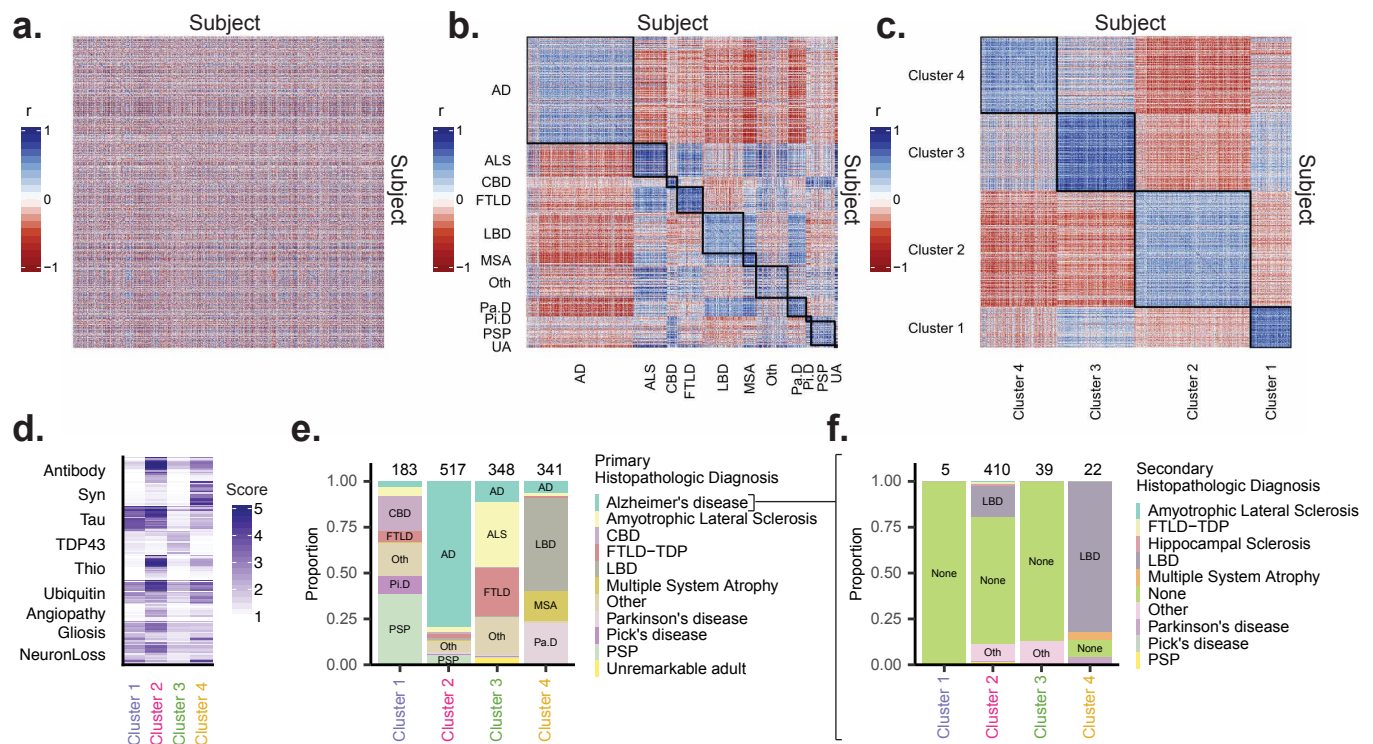 a.
Subject
r
1
0
−1
Subject
b.
Subject
r
1
0
−1
AD
ALS
CBD
FTLD
LBD
MSA
Oth
Pa.D
Pi.D
PSP
UA
Subject
AD
ALS
CBD
FTLD
LBD
MSA
Oth
Pa.D
Pi.D
PSP
UA
c.
Subject
r
1
0
−1
Cluster 4
Cluster 3
Cluster 2
Cluster 1
Subject
Cluster 4
Cluster 3
Cluster 2
Cluster 1
d.
Antibody
Syn
Tau
TDP43
Thio
Ubiquitin
Angiopathy
Gliosis
NeuronLoss
Score
5
4
3
2
1
Cluster 1
Cluster 2
Cluster 3
Cluster 4
e.
183 517 348 341
Proportion
1.00
0.75
0.50
0.25
0.00
CBD
FTLD
Oth
Pi.D
PSP
AD
Oth
PSP
AD
ALS
FTLD
Oth
AD
LBD
MSA
Pa.D
Cluster 1
Cluster 2
Cluster 3
Cluster 4
Primary
Histopathologic Diagnosis
Alzheimer's disease
Amyotrophic Lateral Sclerosis
CBD
FTLD−TDP
LBD
Multiple System Atrophy
Other
Parkinson's disease
Pick's disease
PSP
Unremarkable adult
f.
5 410 39 22
Proportion
1.00
0.75
0.50
0.25
0.00
None
LBD
None
Oth
None
Oth
LBD
None
Cluster 1
Cluster 2
Cluster 3
Cluster 4
Secondary
Histopathologic Diagnosis
Amyotrophic Lateral Sclerosis
FTLD−TDP
Hippocampal Sclerosis
LBD
Multiple System Atrophy
None
Other
Parkinson's disease
Pick's disease
PSP